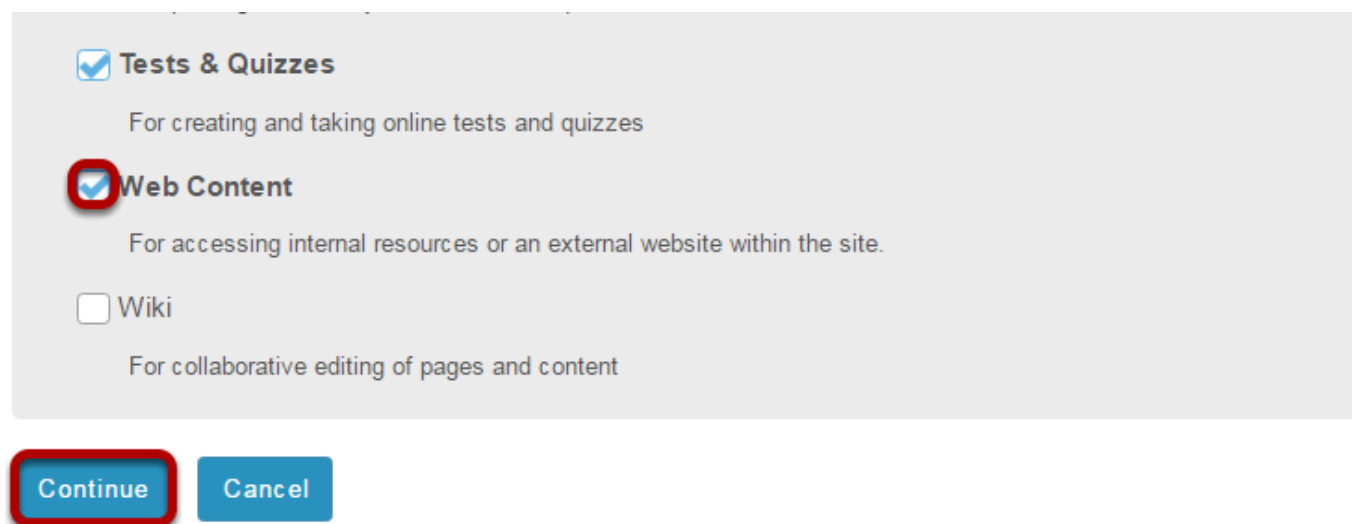 Tests & Quizzes
For creating and taking online tests and quizzes
Web Content
For accessing internal resources or an external website within the site.
Wiki
For collaborative editing of pages and content
Continue Cancel